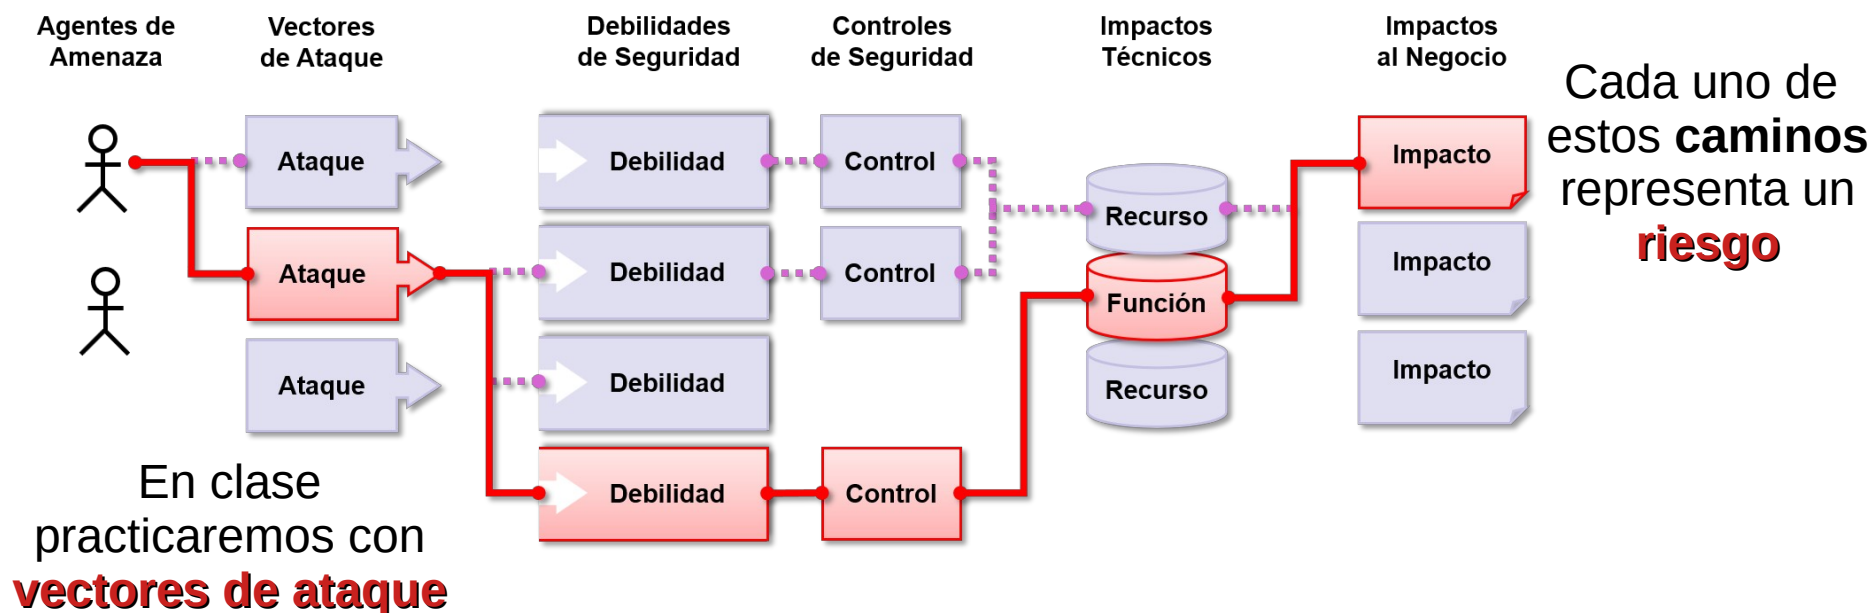 Agentes de
Amenaza
Vectores
de Ataque
Debilidades
de Seguridad
Controles
de Seguridad
Impactos
Técnicos
Impactos
al Negocio
Ataque
Debilidad
Control
Recurso
Impacto
Ataque
Debilidad
Control
Función
Impacto
Ataque
Debilidad
Recurso
Impacto
Debilidad
Control
Cada uno de
estos caminos
representa un
riesgo
En clase
practicaremos con
vectores de ataque